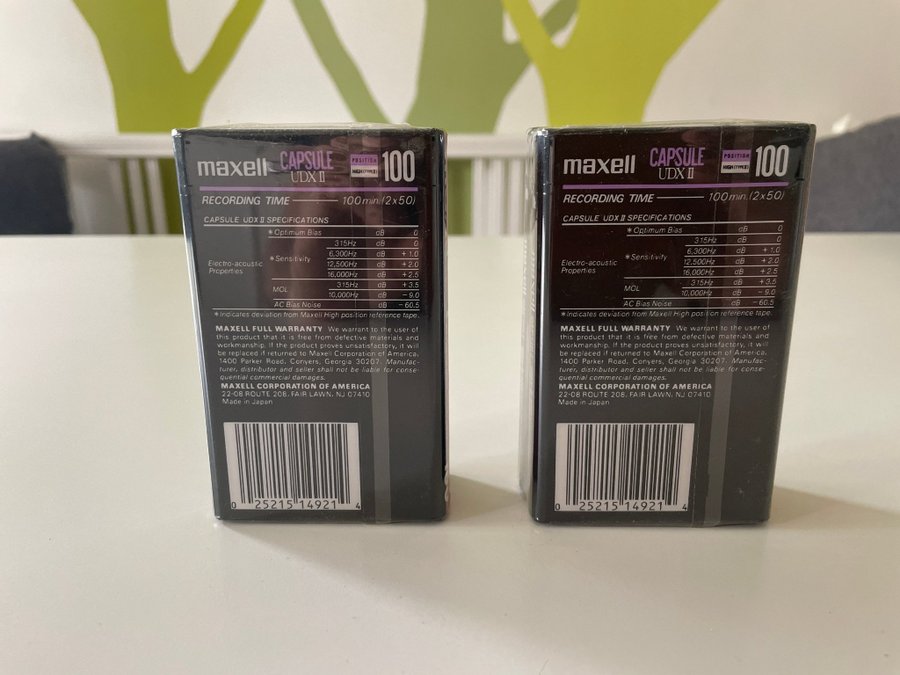 maxell CAPSULE UDX II POSITION HIGH (TYPE II) 100
RECORDING TIME 100 min. (2x50)
CAPSULE UDX II SPECIFICATIONS
Electro-acoustic Properties
*Optimum Bias dB 0
*Sensitivity
315Hz dB 0
6,300Hz dB +1.0
12,500Hz dB +2.0
16,000Hz dB +2.5
MOL
315Hz dB +3.5
10,000Hz dB -9.0
AC Bias Noise dB -60.5
*Indicates deviation from Maxell High position reference tape.
MAXELL FULL WARRANTY We warrant to the user of
this product that it is free from defective materials and
workmanship. If the product proves unsatisfactory, it will
be replaced if returned to Maxell Corporation of America,
1400 Parker Road, Conyers, Georgia 30207. Manufac-
turer, distributor and seller shall not be liable for conse-
quential commercial damages.
MAXELL CORPORATION OF AMERICA
22-08 ROUTE 208, FAIR LAWN, NJ 07410
Made in Japan
0 25215 14921 4
maxell CAPSULE UDX II POSITION HIGH (TYPE II) 100
RECORDING TIME 100 min. (2x50)
CAPSULE UDX II SPECIFICATIONS
Electro-acoustic Properties
*Optimum Bias dB 0
*Sensitivity
315Hz dB 0
6,300Hz dB +1.0
12,500Hz dB +2.0
16,000Hz dB +2.5
MOL
315Hz dB +3.5
10,000Hz dB -9.0
AC Bias Noise dB -60.5
*Indicates deviation from Maxell High position reference tape.
MAXELL FULL WARRANTY We warrant to the user of
this product that it is free from defective materials and
workmanship. If the product proves unsatisfactory, it will
be replaced if returned to Maxell Corporation of America,
1400 Parker Road, Conyers, Georgia 30207. Manufac-
turer, distributor and seller shall not be liable for conse-
quential commercial damages.
MAXELL CORPORATION OF AMERICA
22-08 ROUTE 208, FAIR LAWN, NJ 07410
Made in Japan
0 25215 14921 4